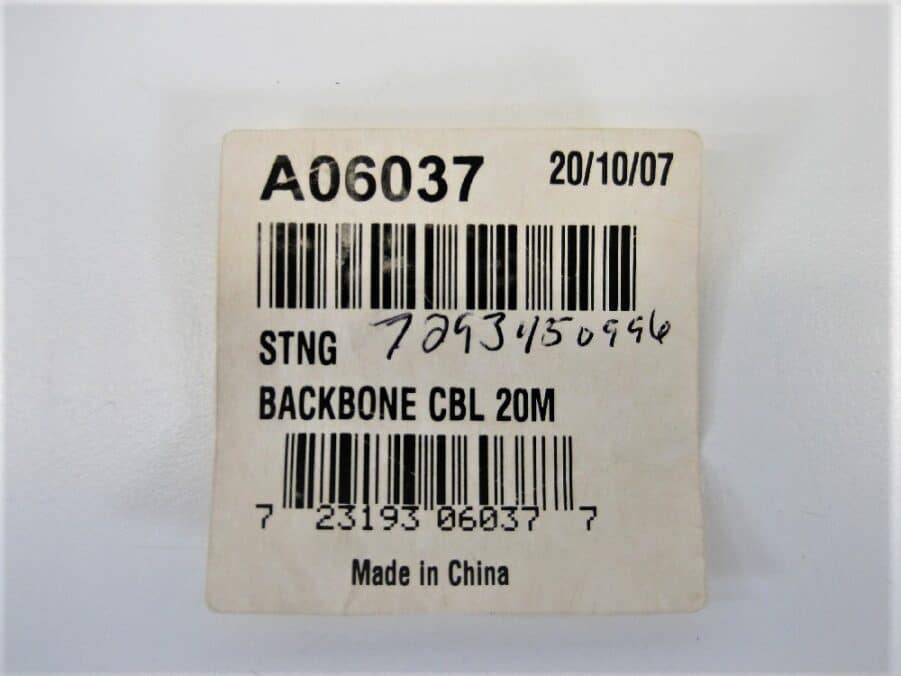 A06037 20/10/07
STNG 7293450996
BACKBONE CBL 20M
7 23193 06037 7
Made in China